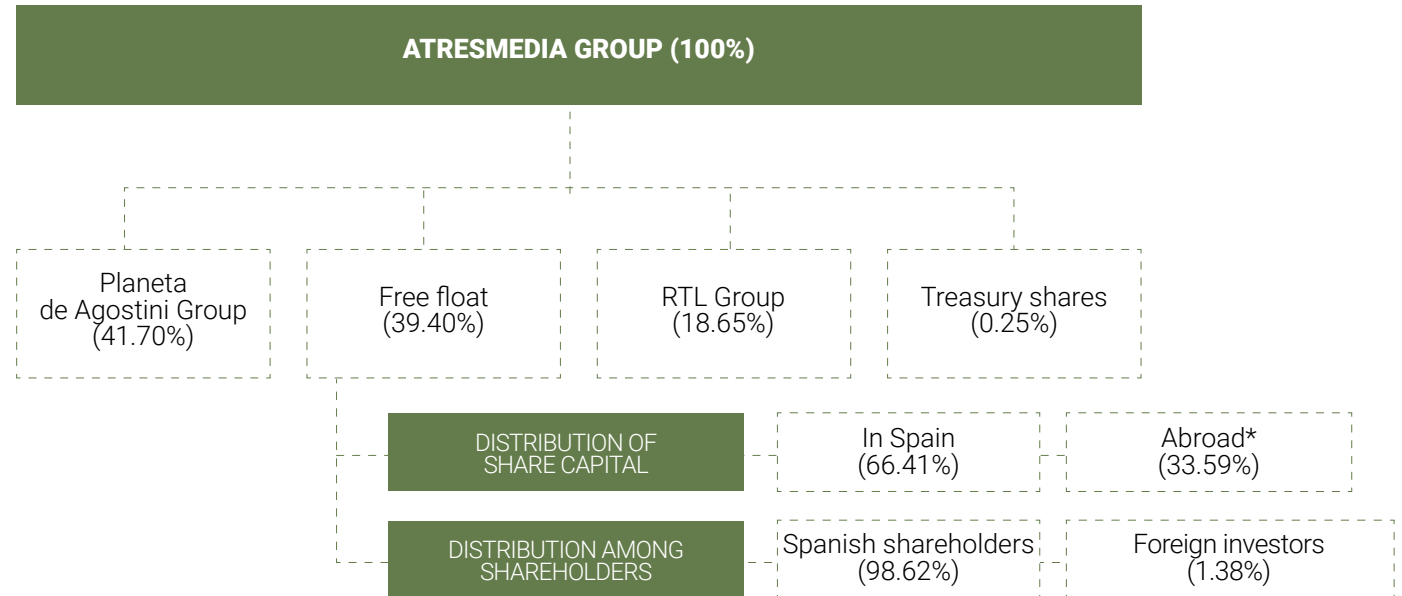 ATRESMEDIA GROUP (100%)
Planeta
de Agostini Group
(41.70%)
Free float
(39.40%)
RTL Group
(18.65%)
Treasury shares
(0.25%)
DISTRIBUTION OF
SHARE CAPITAL
In Spain
(66.41%)
Abroad*
(33.59%)
DISTRIBUTION AMONG
SHAREHOLDERS
Spanish shareholders
(98.62%)
Foreign investors
(1.38%)